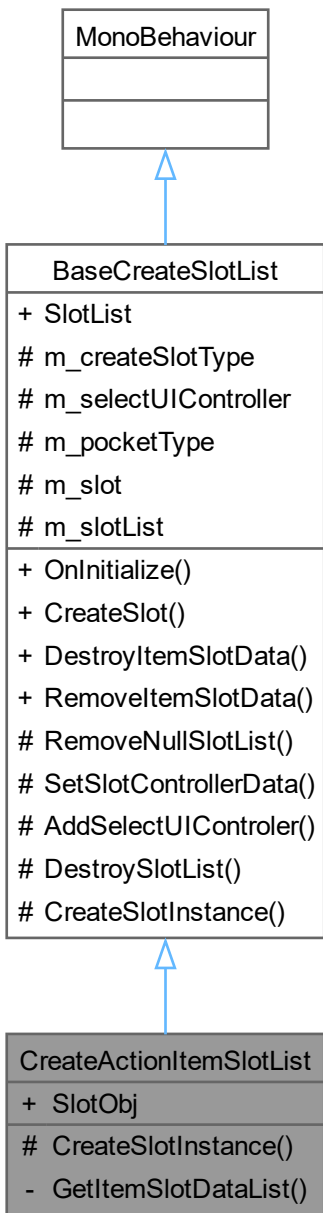 MonoBehaviour
BaseCreateSlotList
+ SlotList
# m_createSlotType
# m_selectUIController
# m_pocketType
# m_slot
# m_slotList
+ OnInitialize()
+ CreateSlot()
+ DestroyItemSlotData()
+ RemoveItemSlotData()
# RemoveNullSlotList()
# SetSlotControllerData()
# AddSelectUIControler()
# DestroySlotList()
# CreateSlotInstance()
CreateActionItemSlotList
+ SlotObj
# CreateSlotInstance()
- GetItemSlotDataList()